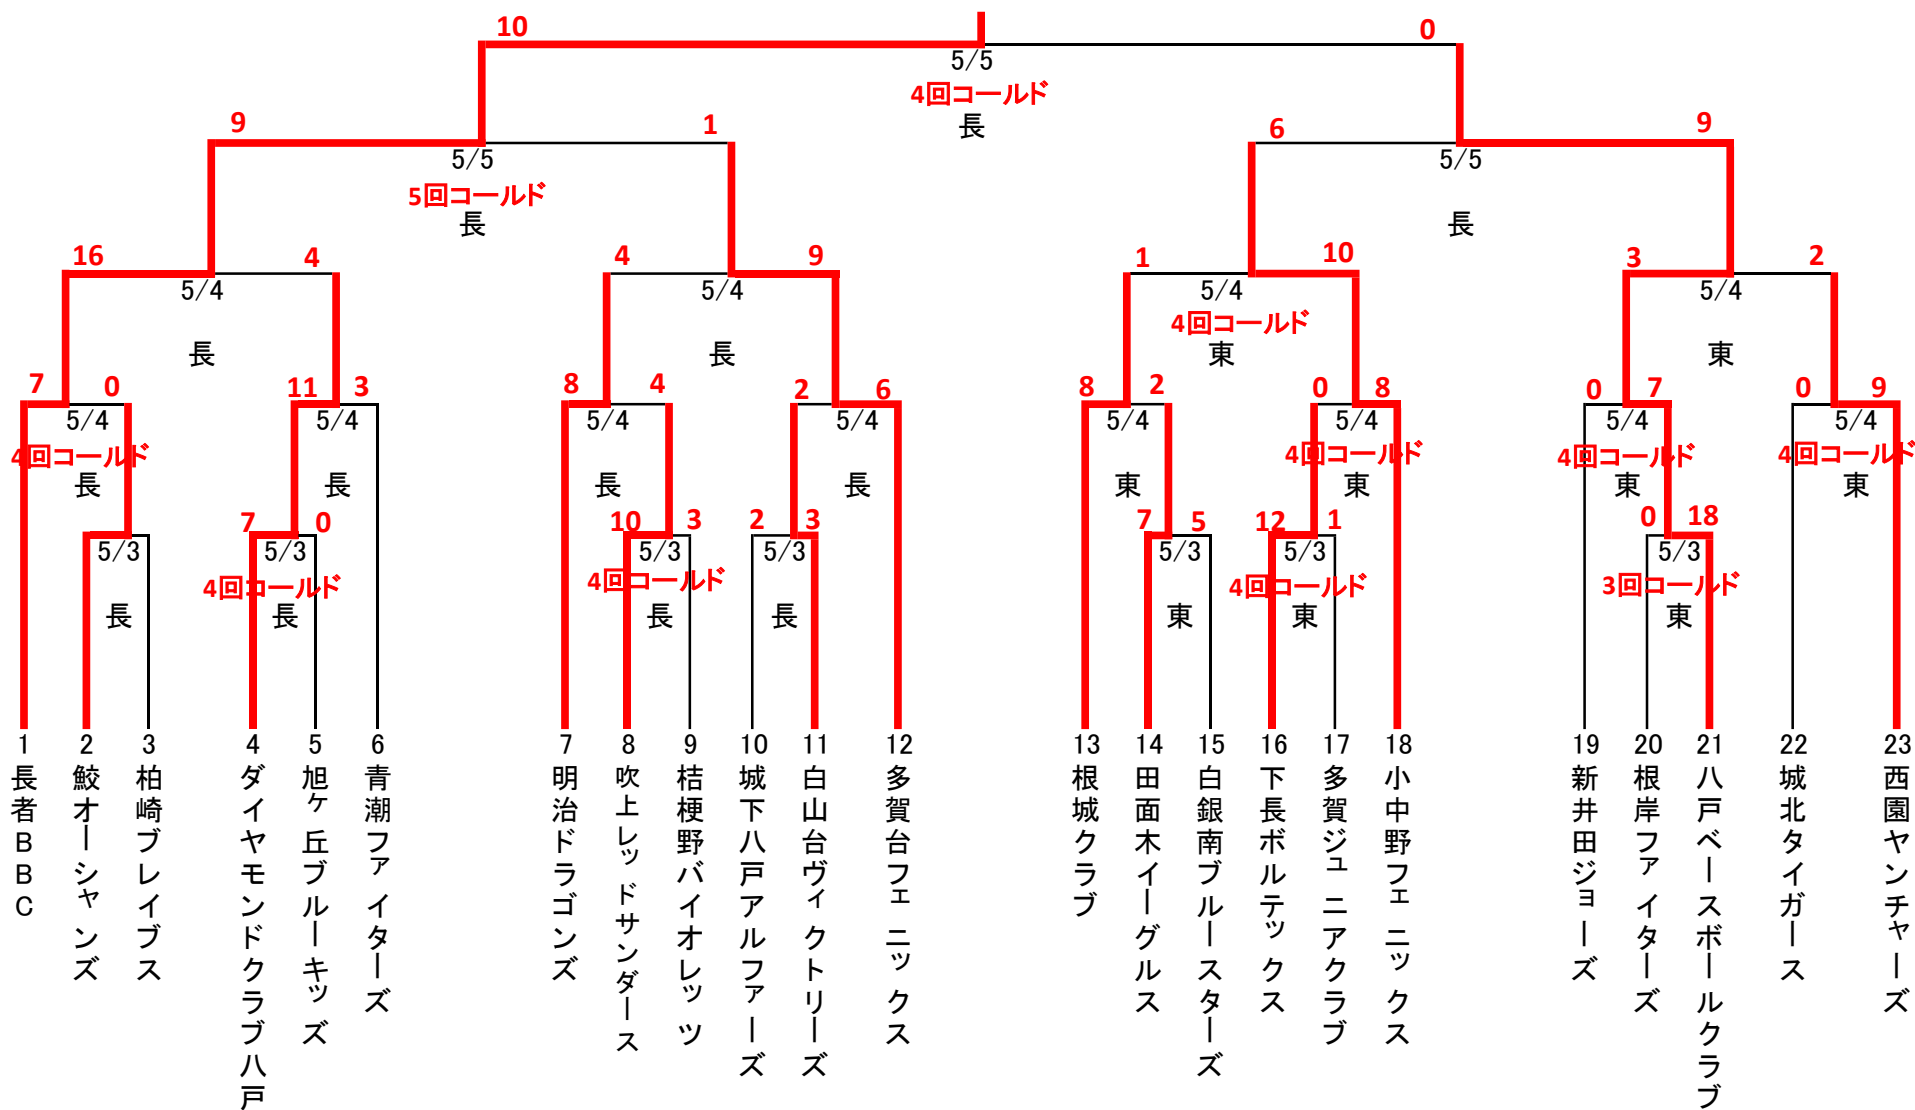 10 0
5/5
4回コールド
長
9 1 6 9
5/5 5/5
5回コールド
長 長
16 4 4 9 1 10 3 2
5/4 5/4 5/4 5/4
4回コールド
長 長 東 東
7 0 11 3 8 4 2 6 8 2 0 8 0 7 0 9
5/4 5/4 5/4 5/4 5/4 5/4 5/4 5/4
4回コールド 4回コールド 4回コールド 4回コールド
長 長 長 長 東 東 東 東
7 0 10 3 2 3 7 5 12 1 0 18
5/3 5/3 5/3 5/3 5/3 5/3 5/3
4回コールド 4回コールド 4回コールド 3回コールド
長 長 長 長 東 東 東
1 長者BBC
2 鮫オーシャンズ
3 柏崎ブレイブス
4 ダイヤモンドクラブ八戸
5 旭ヶ丘ブルーキッズ
6 青潮ファイターズ
7 明治ドラゴンズ
8 吹上レッドサンダース
9 桔梗野バイオレッツ
10 城下八戸アルファーズ
11 白山台ヴィクトリーズ
12 多賀台フェニックス
13 根城クラブ
14 田面木イーグルス
15 白銀南ブルースターズ
16 下長ボルテックス
17 多賀ジュニアクラブ
18 小中野フェニックス
19 新井田ジョーズ
20 根岸ファイターズ
21 八戸ベースボールクラブ
22 城北タイガース
23 西園ヤンチャーズ